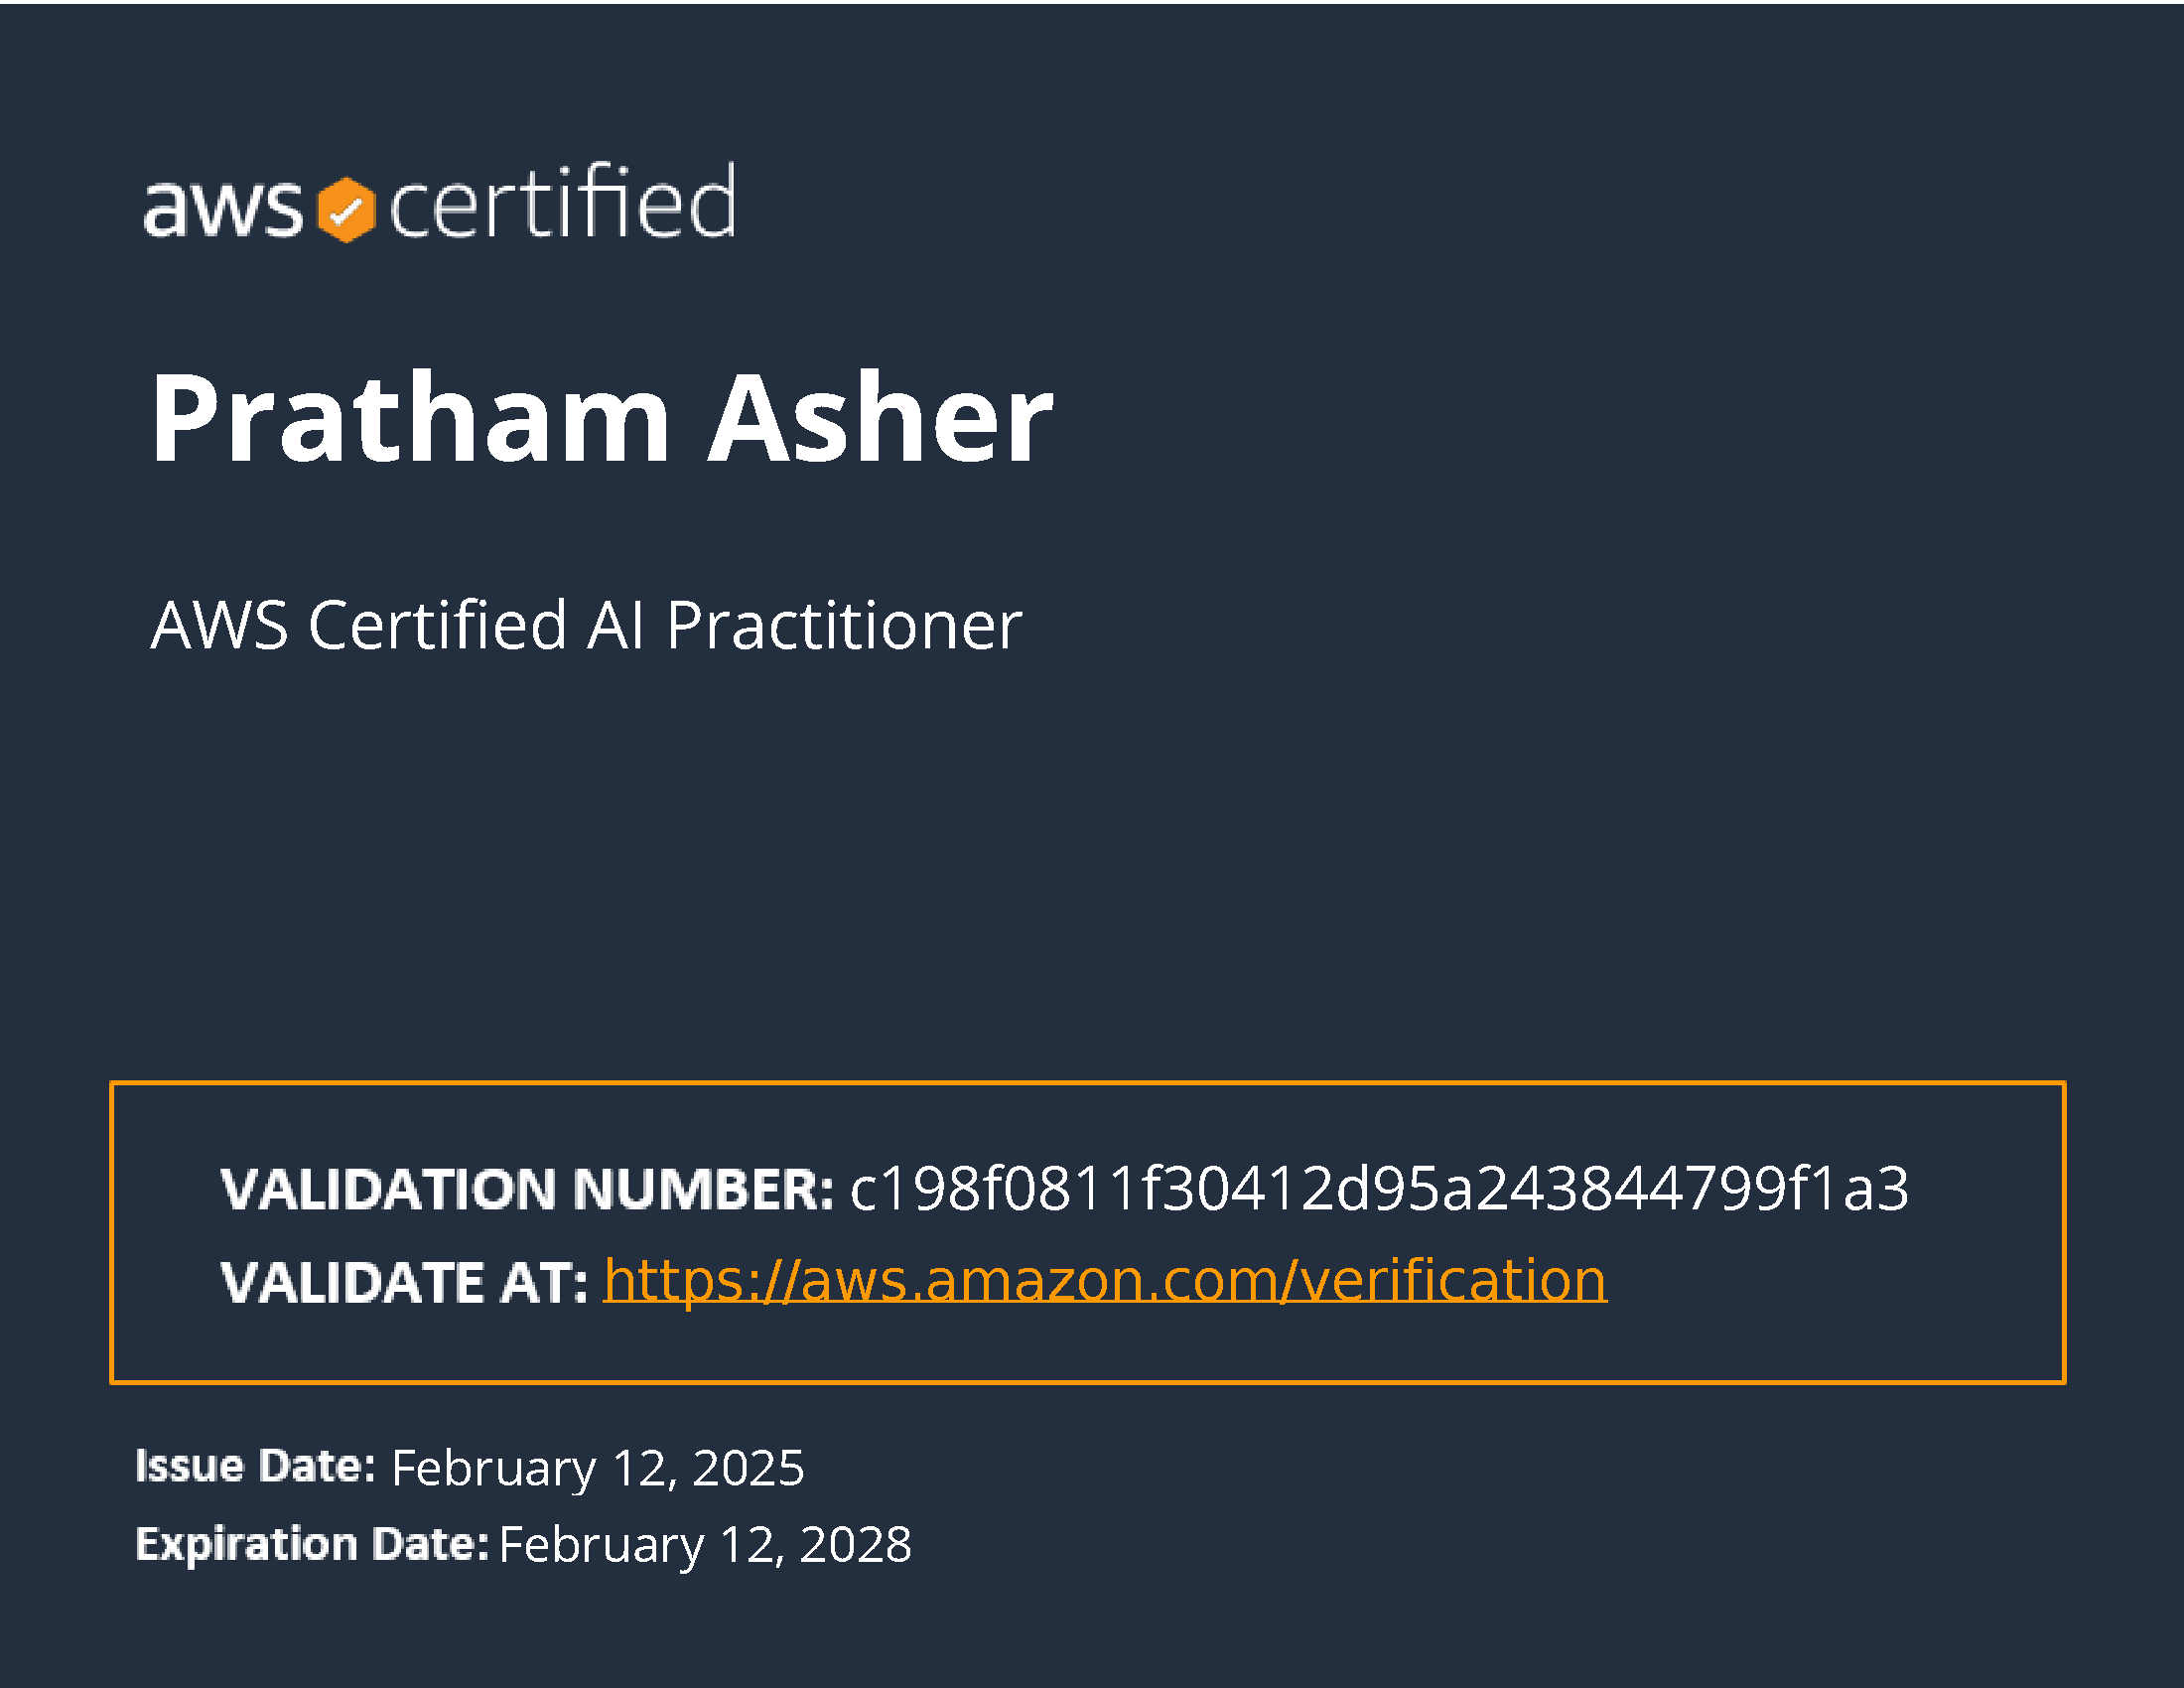 aws certified
Pratham Asher
AWS Certified AI Practitioner
VALIDATION NUMBER: c198f0811f30412d95a243844799f1a3
VALIDATE AT: https://aws.amazon.com/verification
Issue Date: February 12, 2025
Expiration Date: February 12, 2028